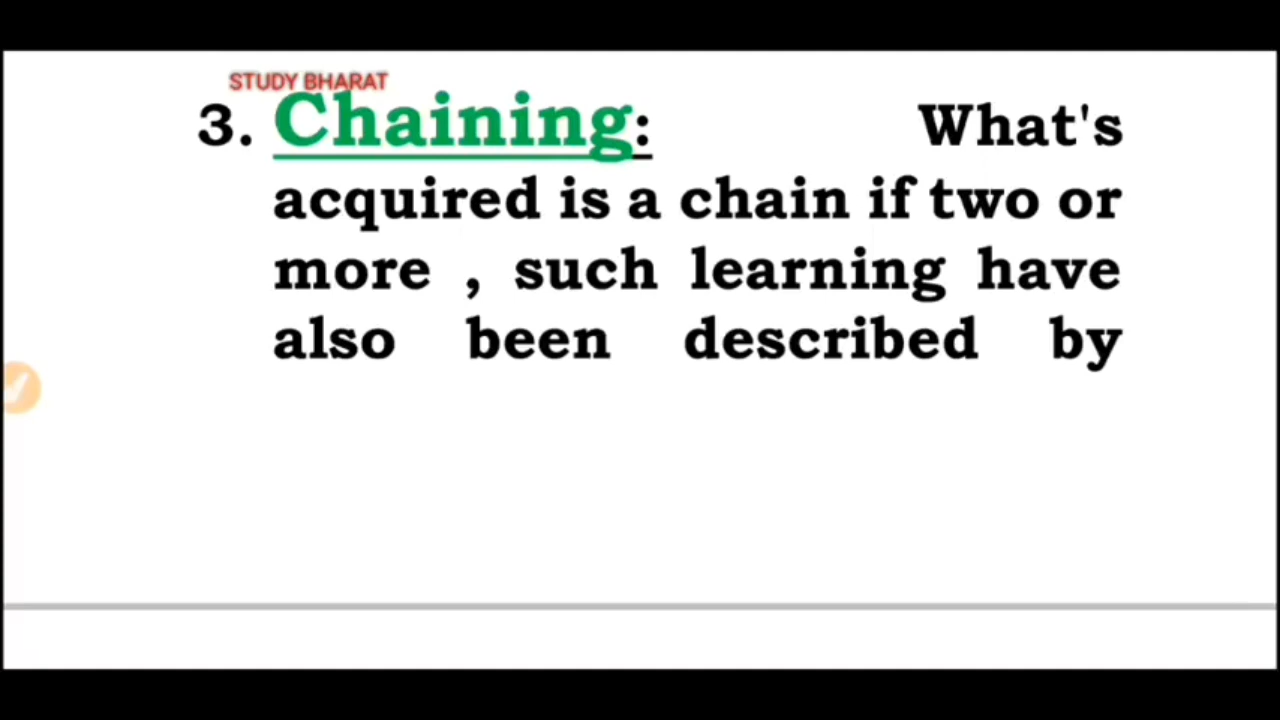 STUDY BHARAT
3. Chaining: What's
acquired is a chain if two or
more , such learning have
also been described by